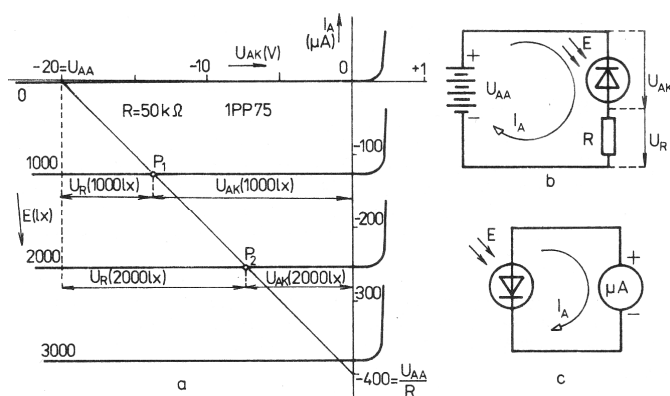 a
I_A (μA)
U_AK(V)
-20=U_AA
-10
0
+1
0
R=50kΩ 1PP75
1000
-100
P₁
U_R(1000lx)
U_AK(1000lx)
E(lx)
-200
2000
P₂
U_R(2000lx)
U_AK(2000lx)
-300
3000
-400=U_AA/R
a
+
E
U_AA
U_AK
-
I_A
R
U_R
b
E
+
I_A
μA
-
c